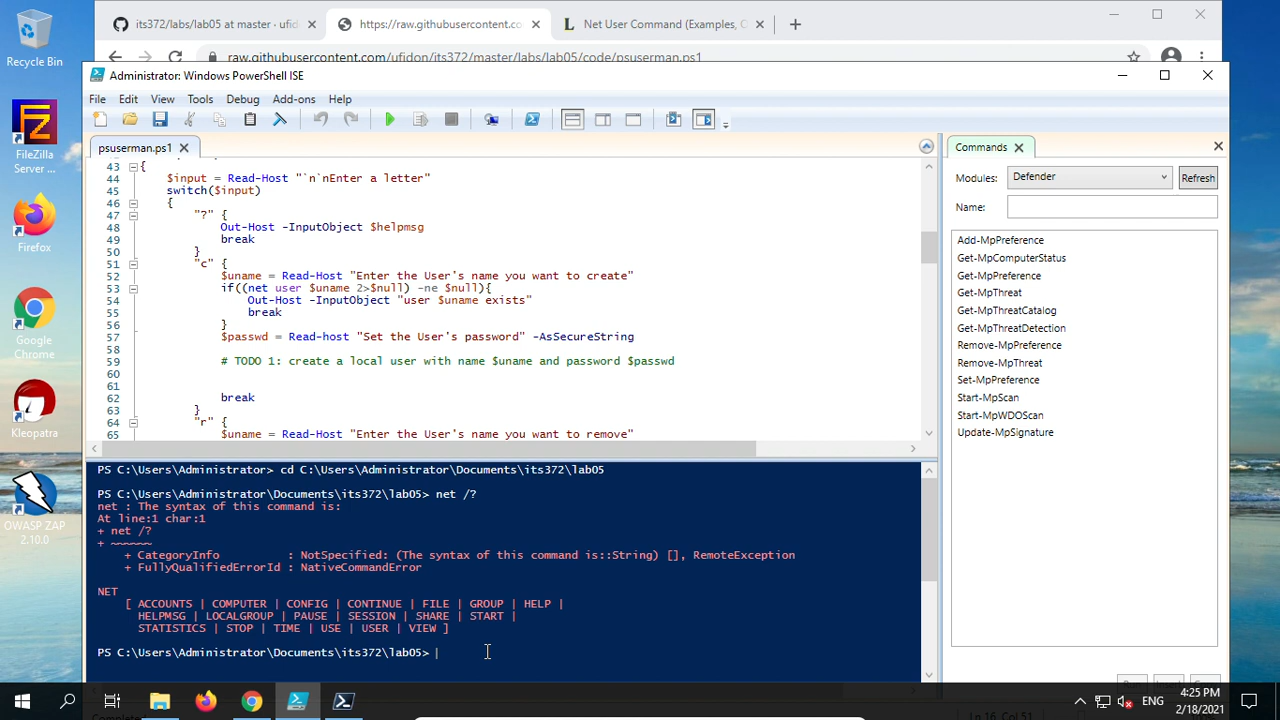 Recycle Bin
FileZilla
Server ...
Firefox
Google
Chrome
Kleopatra
OWASP ZAP
2.10.0
its372/labs/lab05 at master · ufid
https://raw.githubusercontent.co
Net User Command (Examples, O
raw.githubusercontent.com/ufidon/its372/master/labs/lab05/code/psuserman.ps1
Administrator: Windows PowerShell ISE
File Edit View Tools Debug Add-ons Help
psuserman.ps1
43 {
44 $input = Read-Host "`n`nEnter a letter"
45 switch($input)
46 {
47 "?" {
48 Out-Host -InputObject $helpmsg
49 break
50 }
51 "c" {
52 $uname = Read-Host "Enter the User's name you want to create"
53 if((net user $uname 2>$null) -ne $null){
54 Out-Host -InputObject "user $uname exists"
55 break
56 }
57 $passwd = Read-host "Set the User's password" -AsSecureString
58
59 # TODO 1: create a local user with name $uname and password $passwd
60
61
62 break
63 }
64 "r" {
65 $uname = Read-Host "Enter the User's name you want to remove"
PS C:\Users\Administrator> cd C:\Users\Administrator\Documents\its372\lab05
PS C:\Users\Administrator\Documents\its372\lab05> net /?
net : The syntax of this command is:
At line:1 char:1
+ net /?
+ ~~~~~~
+ CategoryInfo : NotSpecified: (The syntax of this command is::String) [], RemoteException
+ FullyQualifiedErrorId : NativeCommandError
NET
[ ACCOUNTS | COMPUTER | CONFIG | CONTINUE | FILE | GROUP | HELP |
HELPMSG | LOCALGROUP | PAUSE | SESSION | SHARE | START |
STATISTICS | STOP | TIME | USE | USER | VIEW ]
PS C:\Users\Administrator\Documents\its372\lab05>
Commands
Modules: Defender Refresh
Name:
Add-MpPreference
Get-MpComputerStatus
Get-MpPreference
Get-MpThreat
Get-MpThreatCatalog
Get-MpThreatDetection
Remove-MpPreference
Remove-MpThreat
Set-MpPreference
Start-MpScan
Start-MpWDOScan
Update-MpSignature
ENG
4:25 PM
2/18/2021